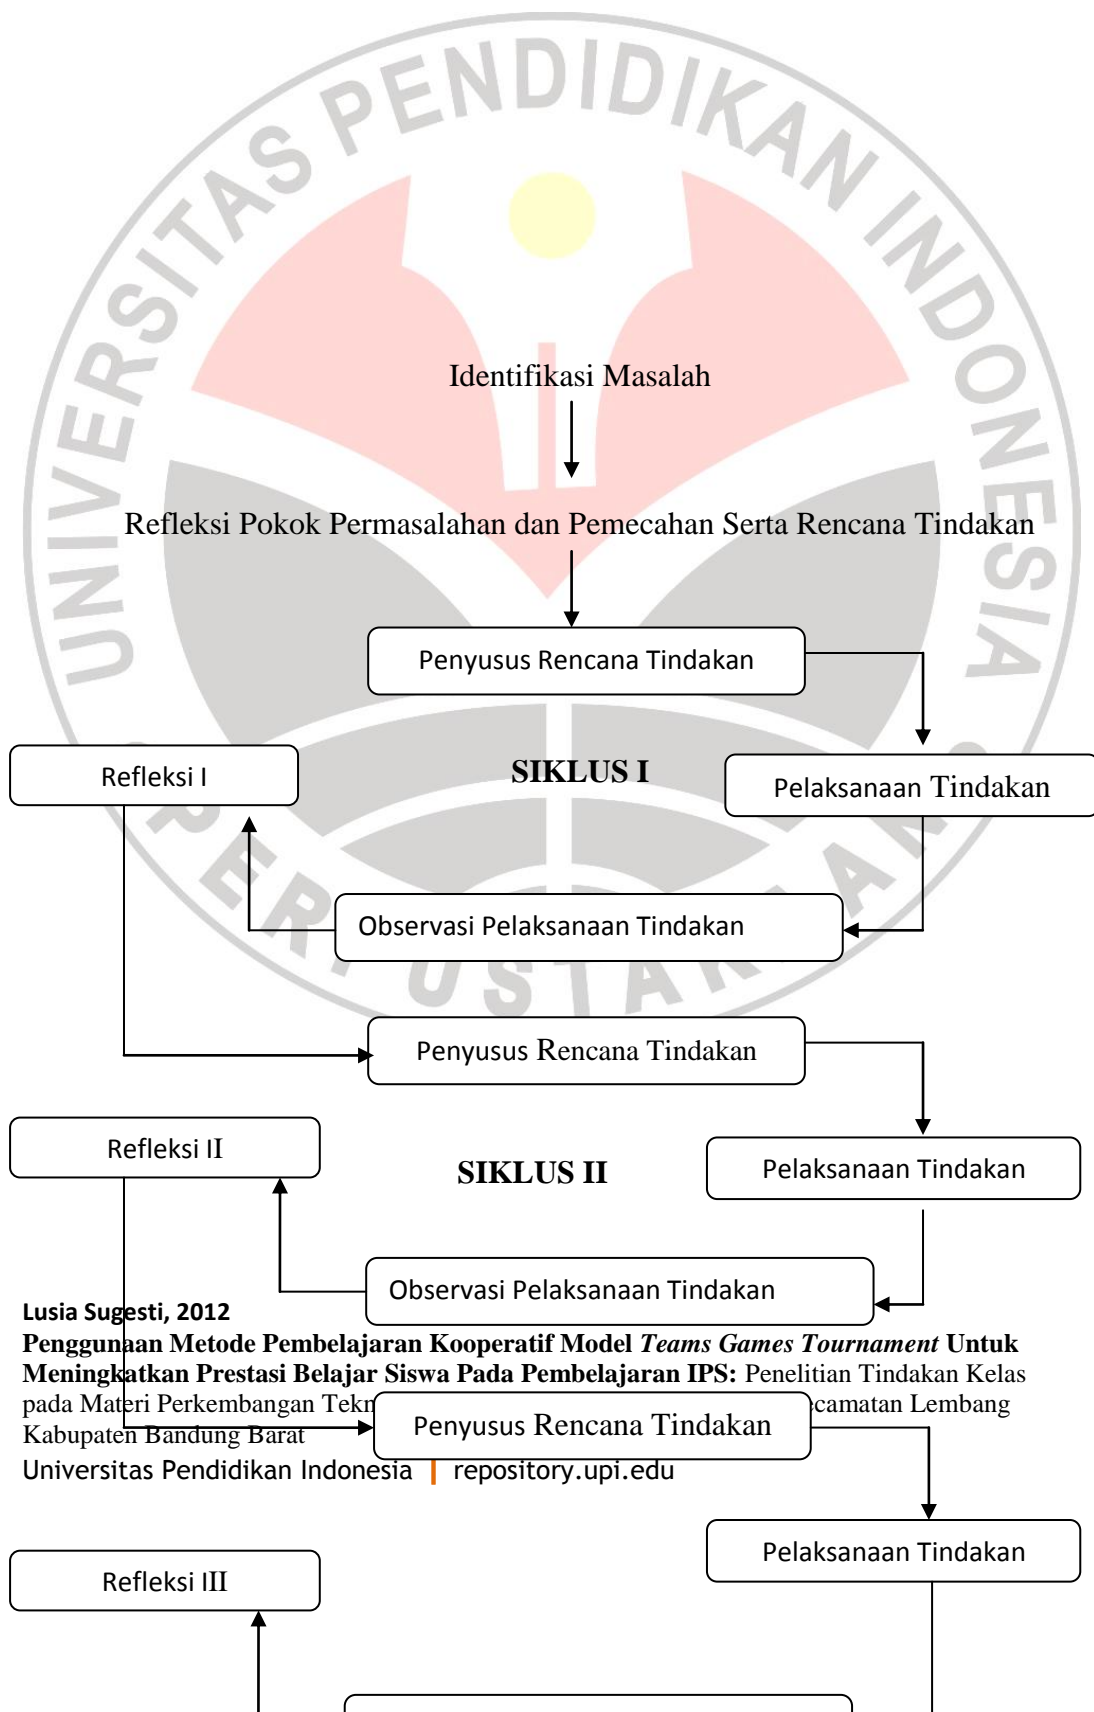 UNIVERSITAS PENDIDIKAN INDONESIA
Identifikasi Masalah
Refleksi Pokok Permasalahan dan Pemecahan Serta Rencana Tindakan
Penyusus Rencana Tindakan
Refleksi I
SIKLUS I
Pelaksanaan Tindakan
Observasi Pelaksanaan Tindakan
Penyusus Rencana Tindakan
Refleksi II
SIKLUS II
Pelaksanaan Tindakan
Observasi Pelaksanaan Tindakan
Lusia Sugesti, 2012
Penggunaan Metode Pembelajaran Kooperatif Model Teams Games Tournament Untuk
Meningkatkan Prestasi Belajar Siswa Pada Pembelajaran IPS: Penelitian Tindakan Kelas
pada Materi Perkembangan Lembang
Penyusus Rencana Tindakan
Kabupaten Bandung Barat
Universitas Pendidikan Indonesia | repository.upi.edu
Pelaksanaan Tindakan
Refleksi III